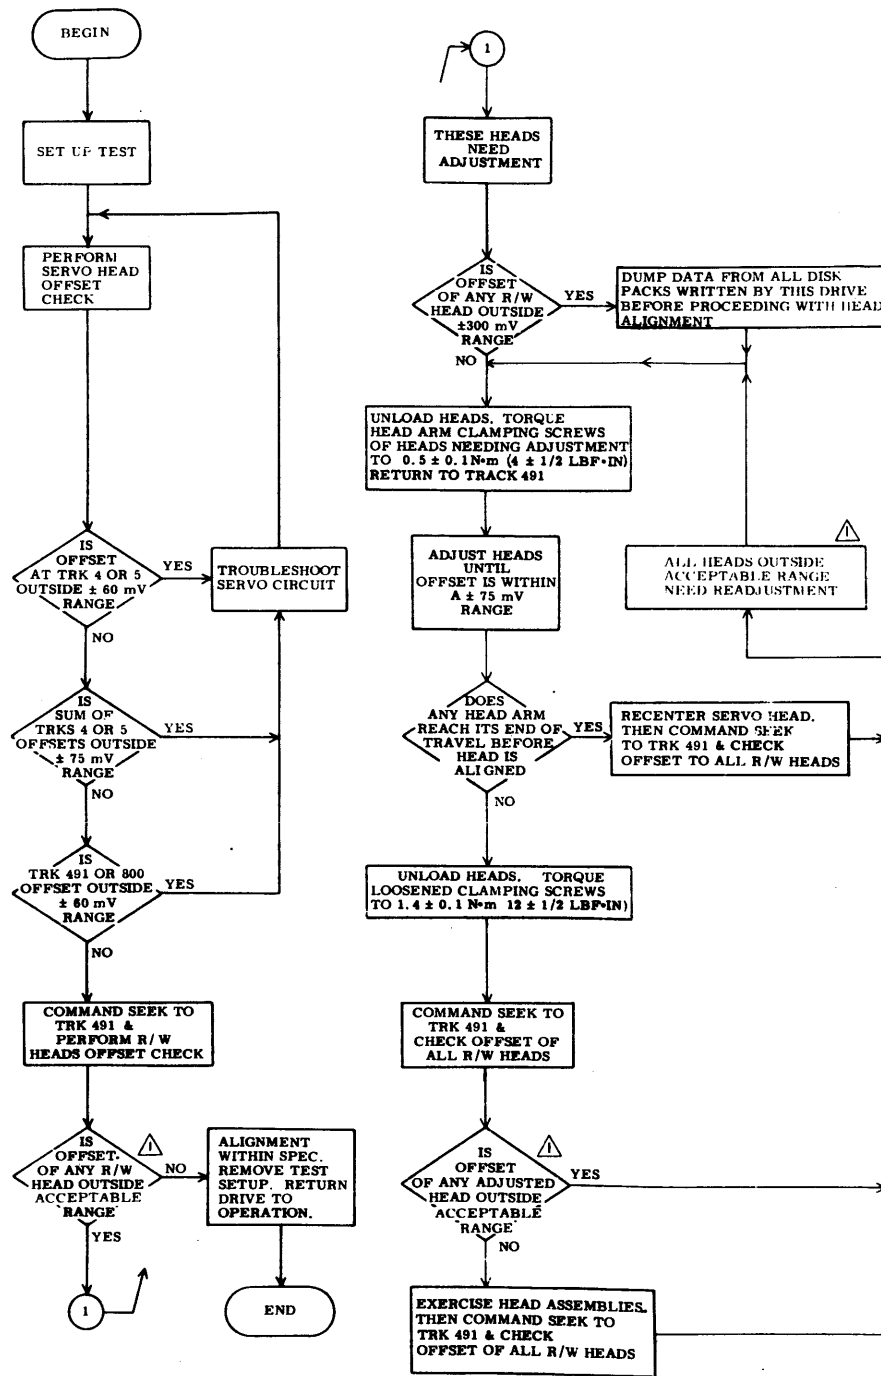 BEGIN
SET UP TEST
PERFORM
SERVO HEAD
OFFSET
CHECK
IS
OFFSET
AT TRK 4 OR 5
OUTSIDE ± 60 mV
RANGE
YES
TROUBLESHOOT
SERVO CIRCUIT
NO
IS
SUM OF
TRKS 4 OR 5
OFFSETS OUTSIDE
± 75 mV
RANGE
YES
NO
IS
TRK 491 OR 800
OFFSET OUTSIDE
± 60 mV
RANGE
YES
NO
COMMAND SEEK TO
TRK 491 &
PERFORM R/W
HEADS OFFSET CHECK
IS
OFFSET
OF ANY R/W
HEAD OUTSIDE
ACCEPTABLE
RANGE
1
NO
ALIGNMENT
WITHIN SPEC.
REMOVE TEST
SETUP. RETURN
DRIVE TO
OPERATION.
YES
1
END
1
THESE HEADS
NEED
ADJUSTMENT
IS
OFFSET
OF ANY R/W
HEAD OUTSIDE
±300 mV
RANGE
YES
DUMP DATA FROM ALL DISK
PACKS WRITTEN BY THIS DRIVE
BEFORE PROCEEDING WITH HEAD
ALIGNMENT
NO
UNLOAD HEADS. TORQUE
HEAD ARM CLAMPING SCREWS
OF HEADS NEEDING ADJUSTMENT
TO 0.5 ± 0.1 N•m (4 ± 1/2 LBF•IN)
RETURN TO TRACK 491
ADJUST HEADS
UNTIL
OFFSET IS WITHIN
A ± 75 mV
RANGE
1
ALL HEADS OUTSIDE
ACCEPTABLE RANGE
NEED READJUSTMENT
DOES
ANY HEAD ARM
REACH ITS END OF
TRAVEL BEFORE
HEAD IS
ALIGNED
YES
RECENTER SERVO HEAD.
THEN COMMAND SEEK
TO TRK 491 & CHECK
OFFSET TO ALL R/W HEADS
NO
UNLOAD HEADS. TORQUE
LOOSENED CLAMPING SCREWS
TO 1.4 ± 0.1 N•m 12 ± 1/2 LBF•IN)
COMMAND SEEK TO
TRK 491 &
CHECK OFFSET OF
ALL R/W HEADS
IS
OFFSET
OF ANY ADJUSTED
HEAD OUTSIDE
ACCEPTABLE
RANGE
1
YES
NO
EXERCISE HEAD ASSEMBLIES.
THEN COMMAND SEEK TO
TRK 491 & CHECK
OFFSET OF ALL R/W HEADS